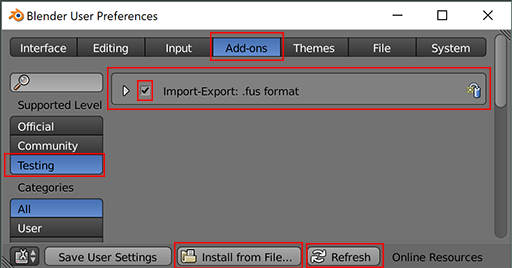 Blender User Preferences
Interface Editing Input Add-ons Themes File System
Supported Level
Official
Community
Testing
Categories
All
User
Import-Export: .fus format
Save User Settings Install from File... Refresh Online Resources